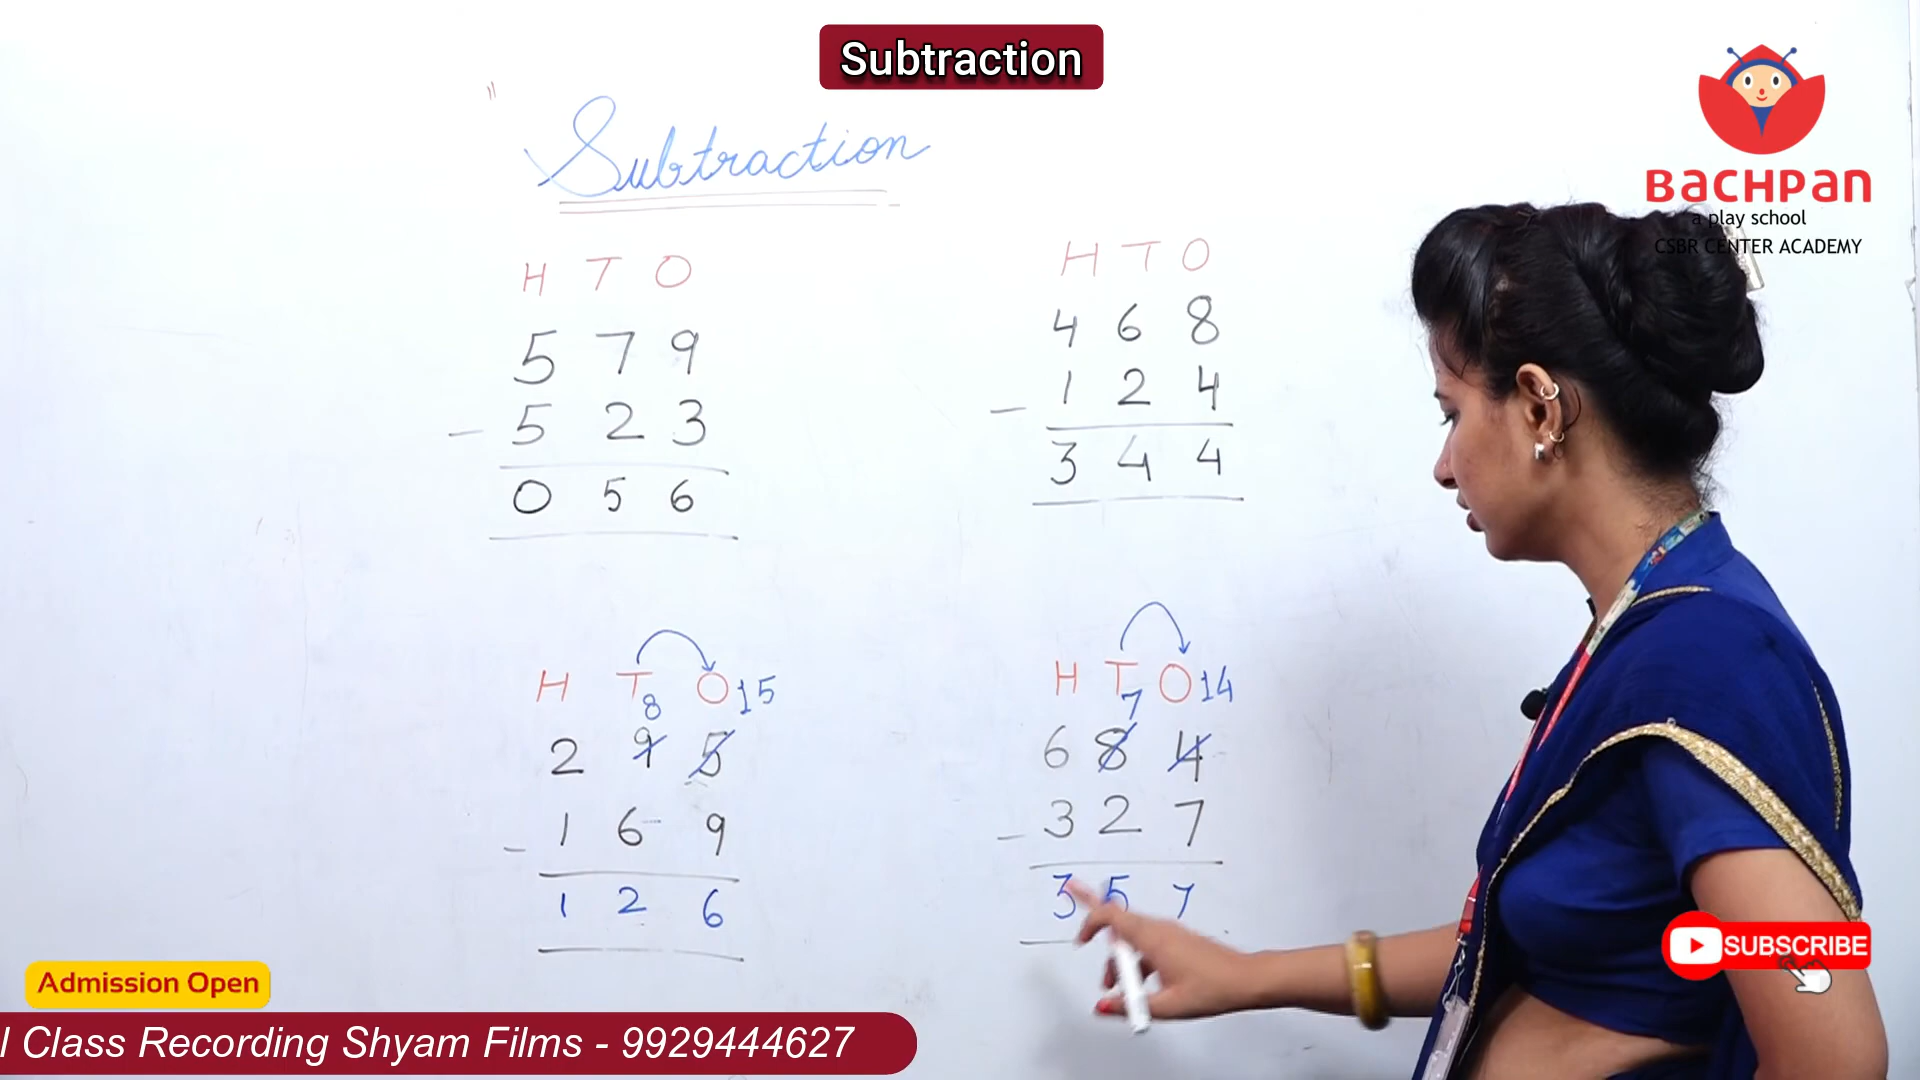 Subtraction
Subtraction
BACHPAN
a play school
CSBR CENTER ACADEMY
H T O
5 7 9
- 5 2 3
0 5 6
H T O
4 6 8
- 1 2 4
3 4 4
H T O 15
8
2 9 5
- 1 6 9
1 2 6
H T O 14
7
6 8 4
- 3 2 7
3 5 7
SUBSCRIBE
Admission Open
l Class Recording Shyam Films - 9929444627